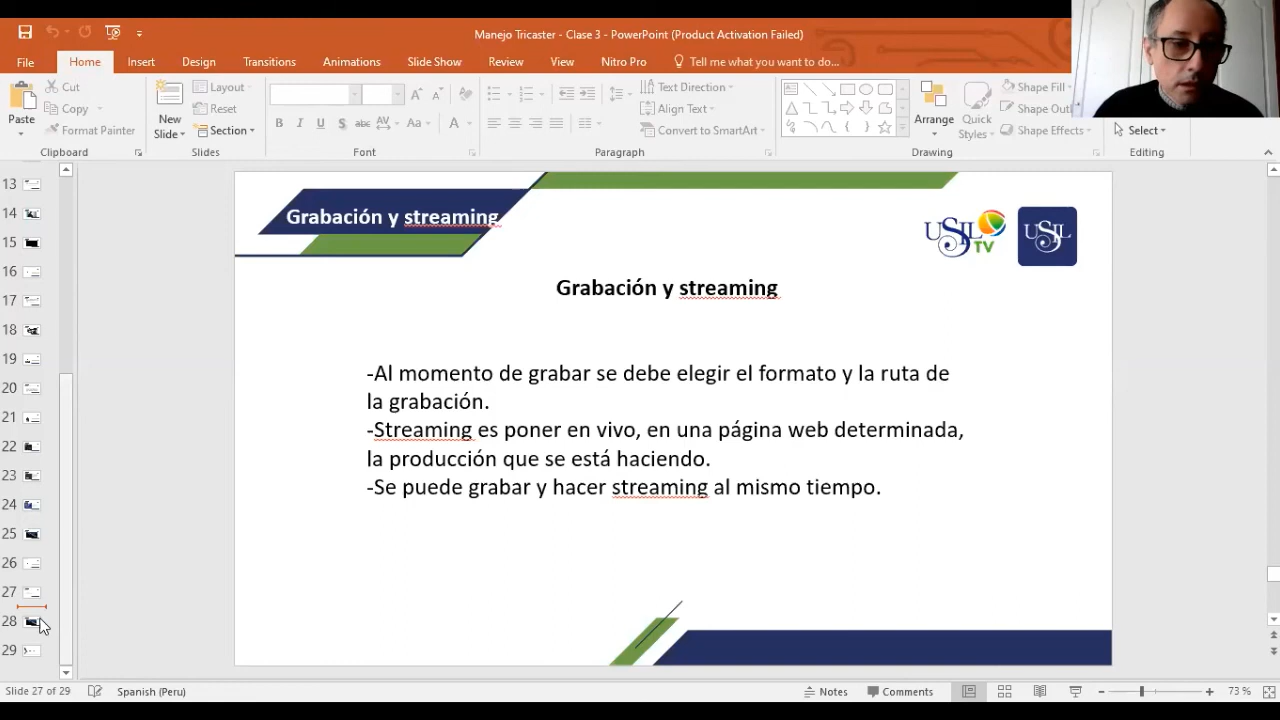 Manejo Tricaster - Clase 3 - PowerPoint (Product Activation Failed)
File Home Insert Design Transitions Animations Slide Show Review View Nitro Pro Tell me what you want to do...
Cut
Copy
Format Painter
Paste
Clipboard
New Slide
Layout
Reset
Section
Slides
B I U S abc AV Aa A
Font
Text Direction
Align Text
Convert to SmartArt
Paragraph
Arrange
Quick Styles
Shape Fill
Shape Outl
Shape Effects
Drawing
Select
Editing
13
14
15
16
17
18
19
20
21
22
23
24
25
26
27
28
29
Grabación y streaming
USIL TV
USIL
Grabación y streaming
-Al momento de grabar se debe elegir el formato y la ruta de
la grabación.
-Streaming es poner en vivo, en una página web determinada,
la producción que se está haciendo.
-Se puede grabar y hacer streaming al mismo tiempo.
Slide 27 of 29 Spanish (Peru) Notes Comments 73 %